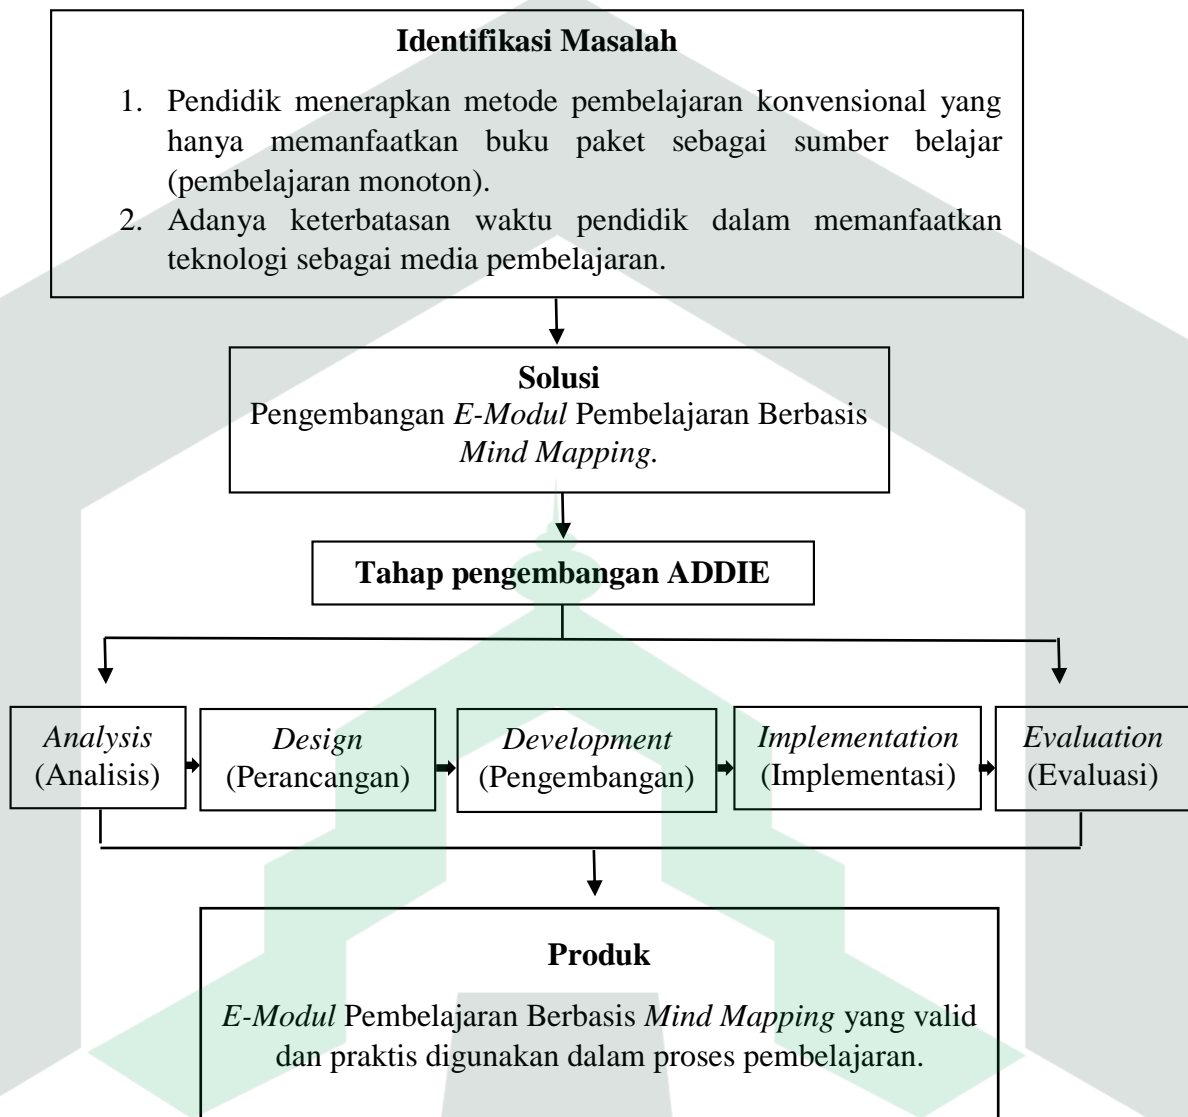 Identifikasi Masalah
1. Pendidik menerapkan metode pembelajaran konvensional yang
hanya memanfaatkan buku paket sebagai sumber belajar
(pembelajaran monoton).
2. Adanya keterbatasan waktu pendidik dalam memanfaatkan
teknologi sebagai media pembelajaran.
Solusi
Pengembangan E-Modul Pembelajaran Berbasis
Mind Mapping.
Tahap pengembangan ADDIE
Analysis
(Analisis)
Design
(Perancangan)
Development
(Pengembangan)
Implementation
(Implementasi)
Evaluation
(Evaluasi)
Produk
E-Modul Pembelajaran Berbasis Mind Mapping yang valid
dan praktis digunakan dalam proses pembelajaran.